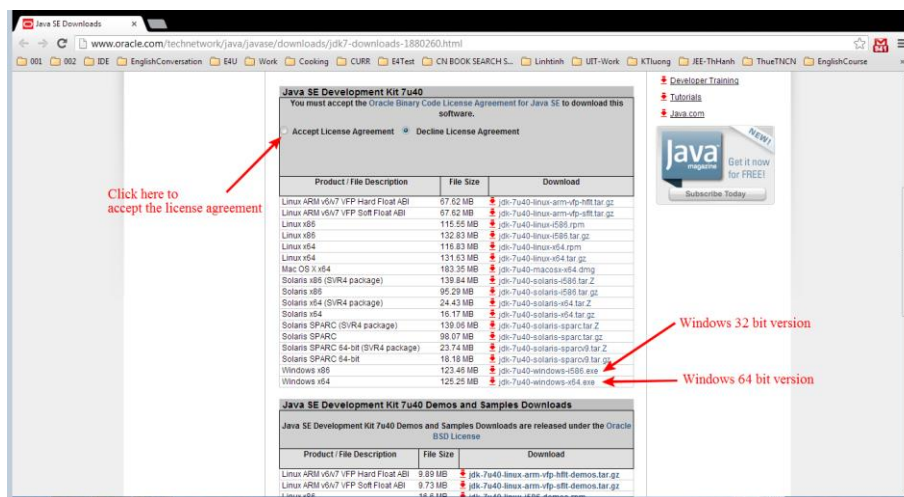 Java SE Downloads
www.oracle.com/technetwork/java/javase/downloads/jdk7-downloads-1880260.html
001 002 IDE EnglishConversation E4U Work Cooking CURR E4Test CN BOOK SEARCH S... Linhtinh UIT-Work KTluong JEE-ThHanh ThueTNCN EnglishCourse
Java SE Development Kit 7u40
You must accept the Oracle Binary Code License Agreement for Java SE to download this
software.
Accept License Agreement Decline License Agreement
Click here to
accept the license agreement
Product / File Description File Size Download
Linux ARM v6/v7 VFP Hard Float ABI 67.62 MB jdk-7u40-linux-arm-vfp-hflt.tar.gz
Linux ARM v6/v7 VFP Soft Float ABI 67.62 MB jdk-7u40-linux-arm-vfp-sflt.tar.gz
Linux x86 115.55 MB jdk-7u40-linux-i586.rpm
Linux x86 132.83 MB jdk-7u40-linux-i586.tar.gz
Linux x64 116.83 MB jdk-7u40-linux-x64.rpm
Linux x64 131.63 MB jdk-7u40-linux-x64.tar.gz
Mac OS X x64 183.35 MB jdk-7u40-macosx-x64.dmg
Solaris x86 (SVR4 package) 139.84 MB jdk-7u40-solaris-i586.tar.Z
Solaris x86 95.29 MB jdk-7u40-solaris-i586.tar.gz
Solaris x64 (SVR4 package) 24.43 MB jdk-7u40-solaris-x64.tar.Z
Solaris x64 16.17 MB jdk-7u40-solaris-x64.tar.gz
Solaris SPARC (SVR4 package) 139.06 MB jdk-7u40-solaris-sparc.tar.Z
Solaris SPARC 98.07 MB jdk-7u40-solaris-sparc.tar.gz
Solaris SPARC 64-bit (SVR4 package) 23.74 MB jdk-7u40-solaris-sparcv9.tar.Z
Solaris SPARC 64-bit 18.18 MB jdk-7u40-solaris-sparcv9.tar.gz
Windows x86 123.46 MB jdk-7u40-windows-i586.exe
Windows x64 125.25 MB jdk-7u40-windows-x64.exe
Windows 32 bit version
Windows 64 bit version
Java SE Development Kit 7u40 Demos and Samples Downloads
Java SE Development Kit 7u40 Demos and Samples Downloads are released under the Oracle
BSD License
Product / File Description File Size Download
Linux ARM v6/v7 VFP Hard Float ABI 9.89 MB jdk-7u40-linux-arm-vfp-hflt-demos.tar.gz
Linux ARM v6/v7 VFP Soft Float ABI 9.73 MB jdk-7u40-linux-arm-vfp-sflt-demos.tar.gz
Linux x86 16.6 MB jdk-7u40-linux-i586-demos.rpm
Developer Training
Tutorials
Java.com
NEW!
Java
magazine
Get it now
for FREE!
Subscribe Today